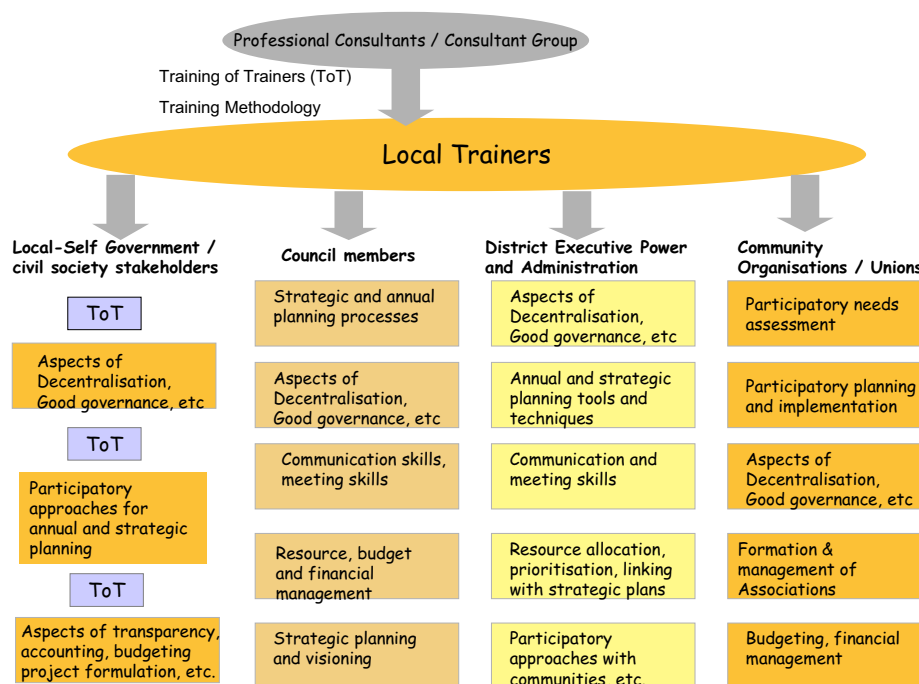 Professional Consultants / Consultant Group
Training of Trainers (ToT)
Training Methodology
Local Trainers
Local-Self Government /
civil society stakeholders
ToT
Aspects of
Decentralisation,
Good governance, etc
ToT
Participatory
approaches for
annual and strategic
planning
ToT
Aspects of transparency,
accounting, budgeting
project formulation, etc.
Council members
Strategic and annual
planning processes
Aspects of
Decentralisation,
Good governance, etc
Communication skills,
meeting skills
Resource, budget
and financial
management
Strategic planning
and visioning
District Executive Power
and Administration
Aspects of
Decentralisation,
Good governance, etc
Annual and strategic
planning tools and
techniques
Communication and
meeting skills
Resource allocation,
prioritisation, linking
with strategic plans
Participatory
approaches with
communities, etc.
Community
Organisations / Unions
Participatory needs
assessment
Participatory planning
and implementation
Aspects of
Decentralisation,
Good governance, etc
Formation &
management of
Associations
Budgeting, financial
management